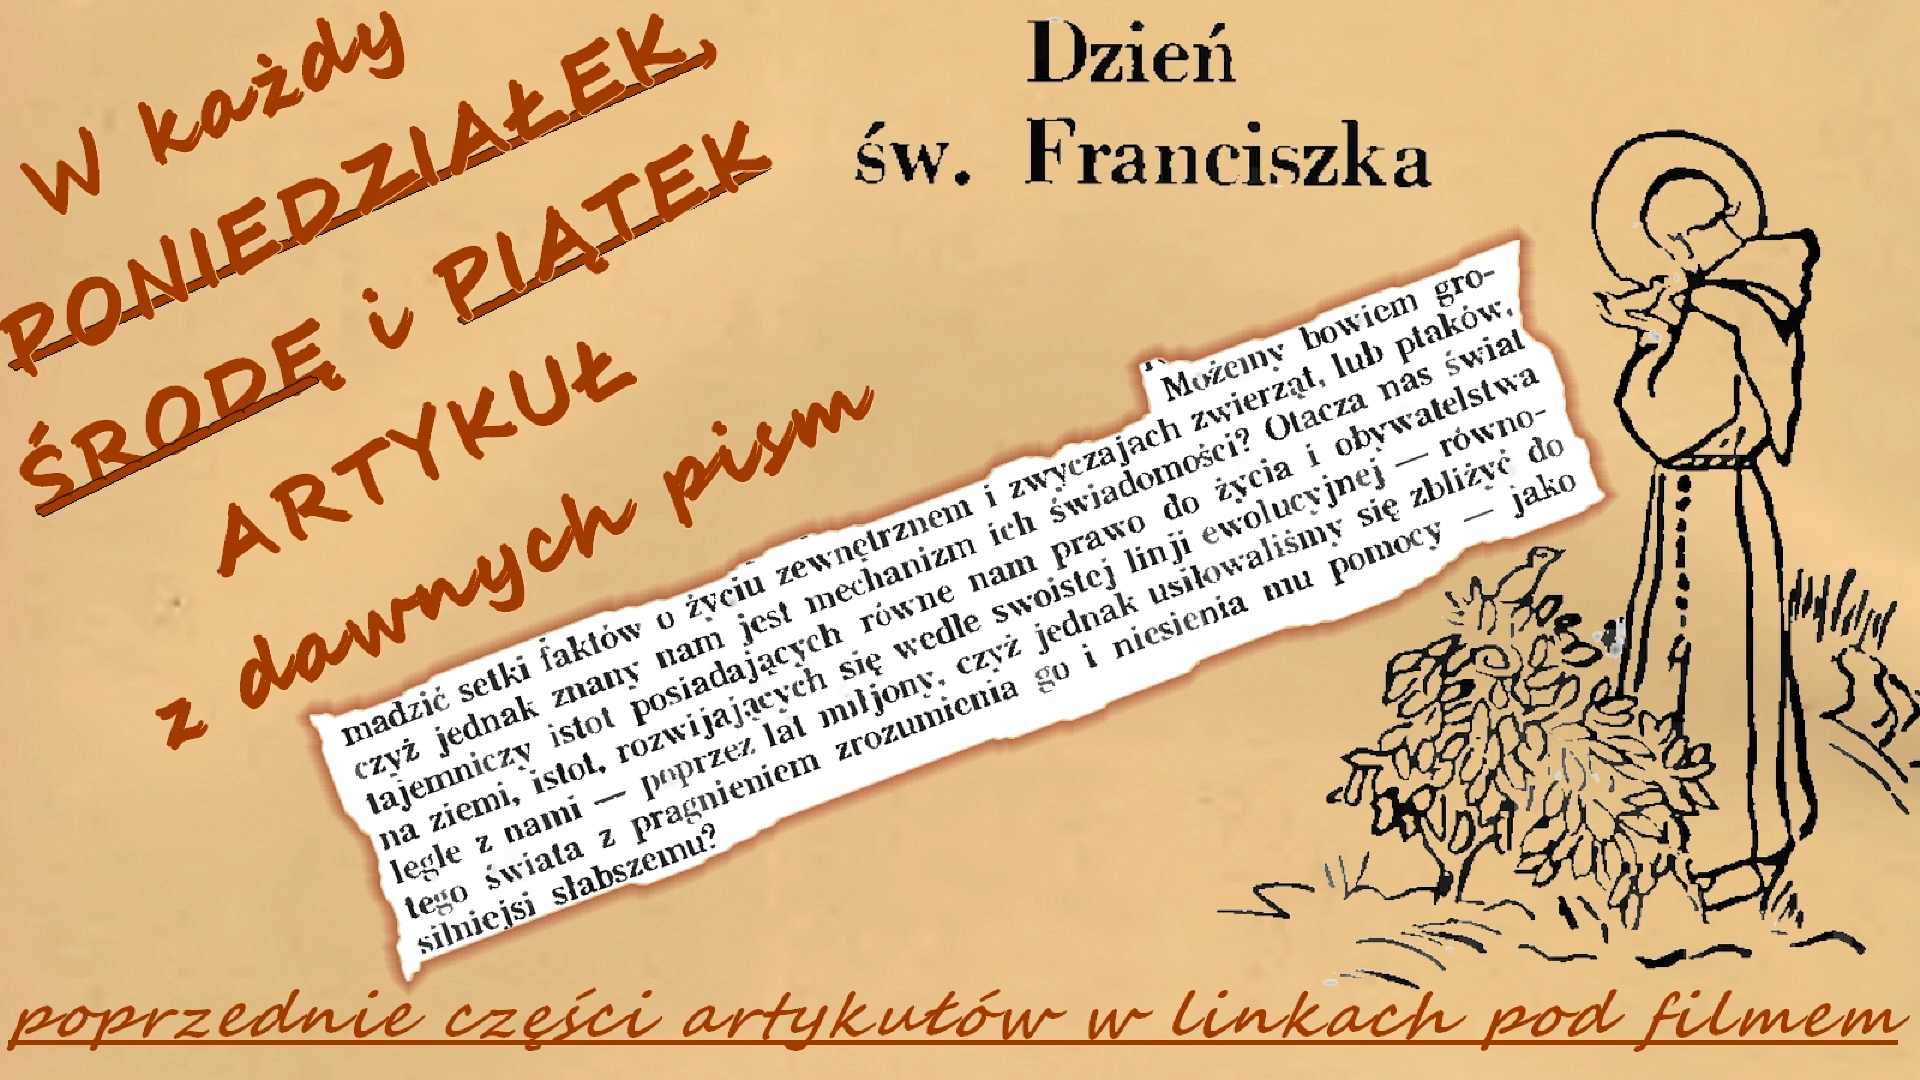 W każdy
PONIEDZIAŁEK,
ŚRODĘ i PIĄTEK
ARTYKUŁ
z dawnych pism
Dzień
św. Franciszka
Możemy bowiem gro-
madzić setki faktów o życiu zewnętrznem i zwyczajach zwierząt, lub ptaków,
czyż jednak znany nam jest mechanizm ich świadomości? Otacza nas świat
tajemniczy istot posiadających równe nam prawo do życia i obywatelstwa
na ziemi, istot, rozwijających się wedle swoistej linji ewolucyjnej — równo-
legle z nami — poprzez lat miljony, czyż jednak usiłowaliśmy się zbliżyć do
tego świata z pragnieniem zrozumienia go i niesienia mu pomocy — jako
silniejsi słabszemu?
poprzednie części artykułów w linkach pod filmem